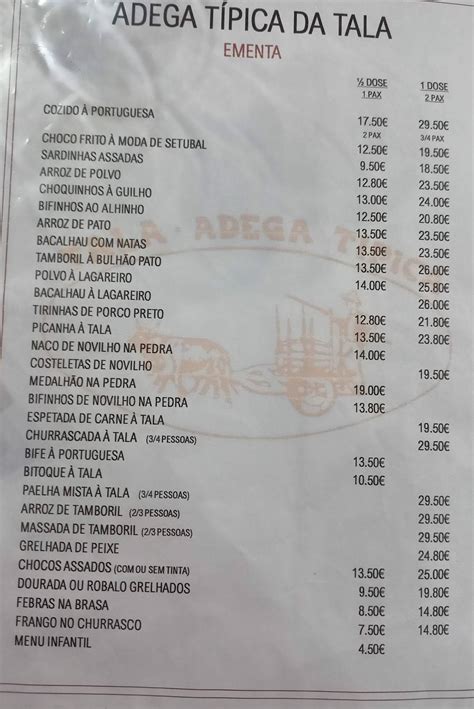 ADEGA TÍPICA DA TALA
EMENTA
½ DOSE 1 DOSE
1 PAX 2 PAX
COZIDO À PORTUGUESA 17.50€ 29.50€
2 PAX 3/4 PAX
CHOCO FRITO À MODA DE SETUBAL 12.50€ 19.50€
SARDINHAS ASSADAS 9.50€ 18.50€
ARROZ DE POLVO 12.80€ 23.50€
CHOQUINHOS À GUILHO 13.00€ 24.00€
BIFINHOS AO ALHINHO 12.50€ 20.80€
ARROZ DE PATO 13.50€ 23.50€
BACALHAU COM NATAS 13.50€ 23.50€
TAMBORIL À BULHÃO PATO 13.50€ 26.00€
POLVO À LAGAREIRO 14.00€ 25.80€
BACALHAU À LAGAREIRO 26.00€
TIRINHAS DE PORCO PRETO 12.80€ 21.80€
PICANHA À TALA 13.50€ 23.80€
NACO DE NOVILHO NA PEDRA 14.00€
COSTELETAS DE NOVILHO 19.50€
MEDALHÃO NA PEDRA 19.00€
BIFINHOS DE NOVILHO NA PEDRA 13.80€
ESPETADA DE CARNE À TALA 19.50€
CHURRASCADA À TALA (3/4 PESSOAS) 29.50€
BIFE À PORTUGUESA 13.50€
BITOQUE À TALA 10.50€
PAELHA MISTA À TALA (3/4 PESSOAS) 29.50€
ARROZ DE TAMBORIL (2/3 PESSOAS) 29.50€
MASSADA DE TAMBORIL (2/3 PESSOAS) 29.50€
GRELHADA DE PEIXE 24.80€
CHOCOS ASSADOS (COM OU SEM TINTA) 13.50€ 25.00€
DOURADA OU ROBALO GRELHADOS 9.50€ 19.80€
FEBRAS NA BRASA 8.50€ 14.80€
FRANGO NO CHURRASCO 7.50€ 14.80€
MENU INFANTIL 4.50€